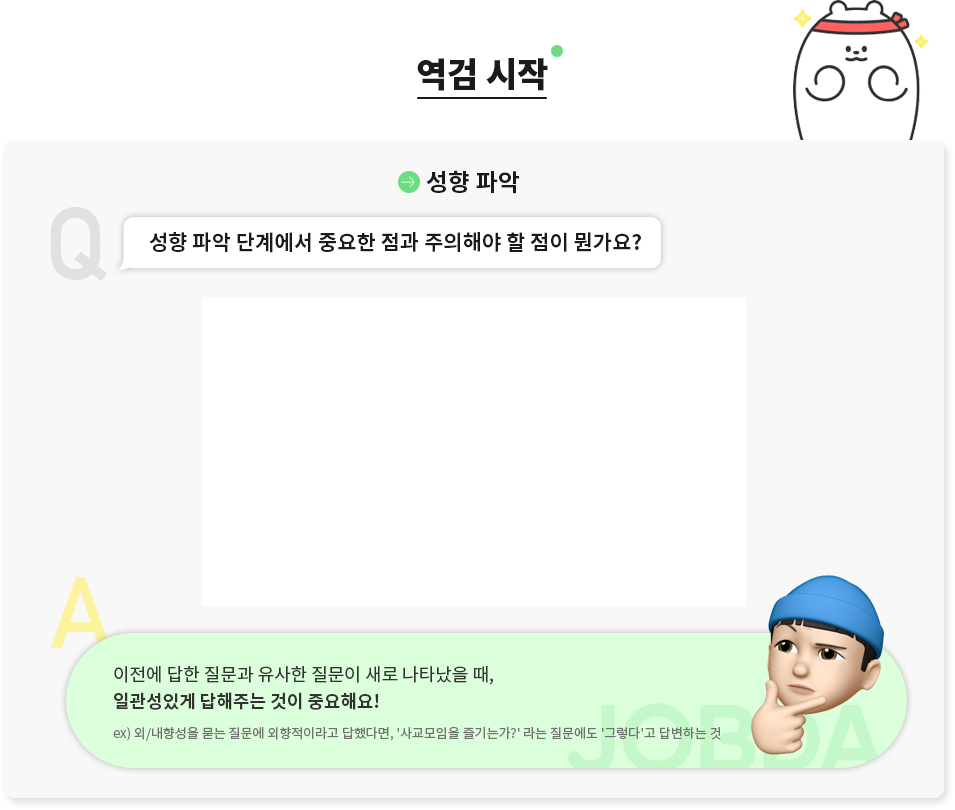 역검 시작
성향 파악
Q
성향 파악 단계에서 중요한 점과 주의해야 할 점이 뭔가요?
A
이전에 답한 질문과 유사한 질문이 새로 나타났을 때,
일관성있게 답해주는 것이 중요해요!
ex) 외/내향성을 묻는 질문에 외향적이라고 답했다면, '사교모임을 즐기는가?' 라는 질문에도 '그렇다'고 답변하는 것
JOBDA